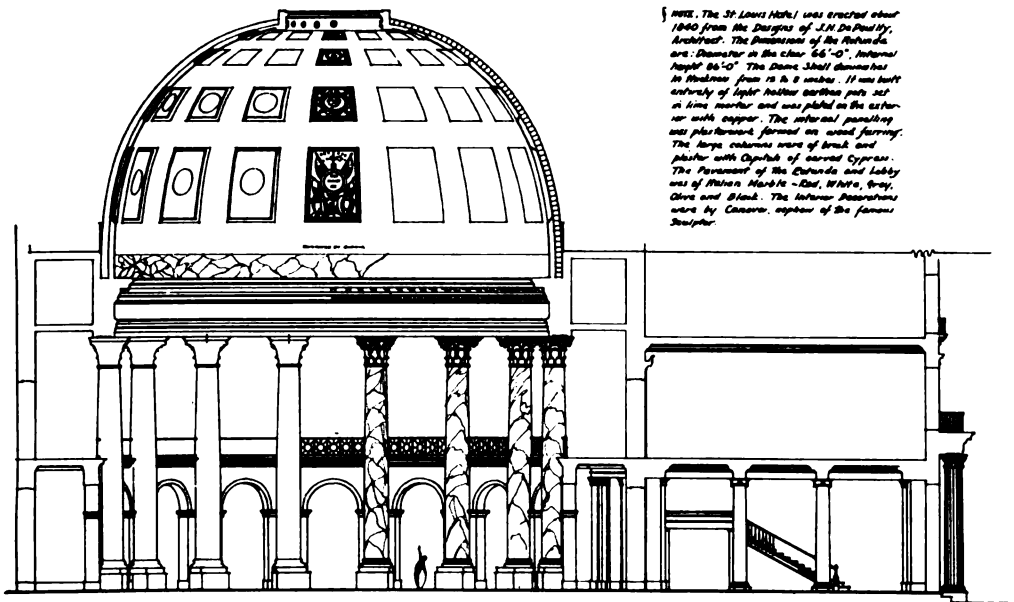 NOTE. The St. Louis Hotel was erected about
1840 from the Designs of J.N. DePouilly,
Architect. The Dimensions of the Rotunda
are: Diameter in the clear 66'-0", Internal
height 86'-0" The Dome Shell diminishes
in thickness from 12 to 8 inches. It was built
entirely of light hollow earthen pots set
in lime mortar and was plated on the exter-
ior with copper. The internal panelling
was plasterwork formed on wood furring.
The large columns were of brick and
plaster with Capitals of carved Cypress.
The Pavement of the Rotunda and Lobby
was of Italian Marble - Red, White, Grey,
Olive and Black. The Interior Decorations
were by Canova, nephew of the famous
Sculptor.